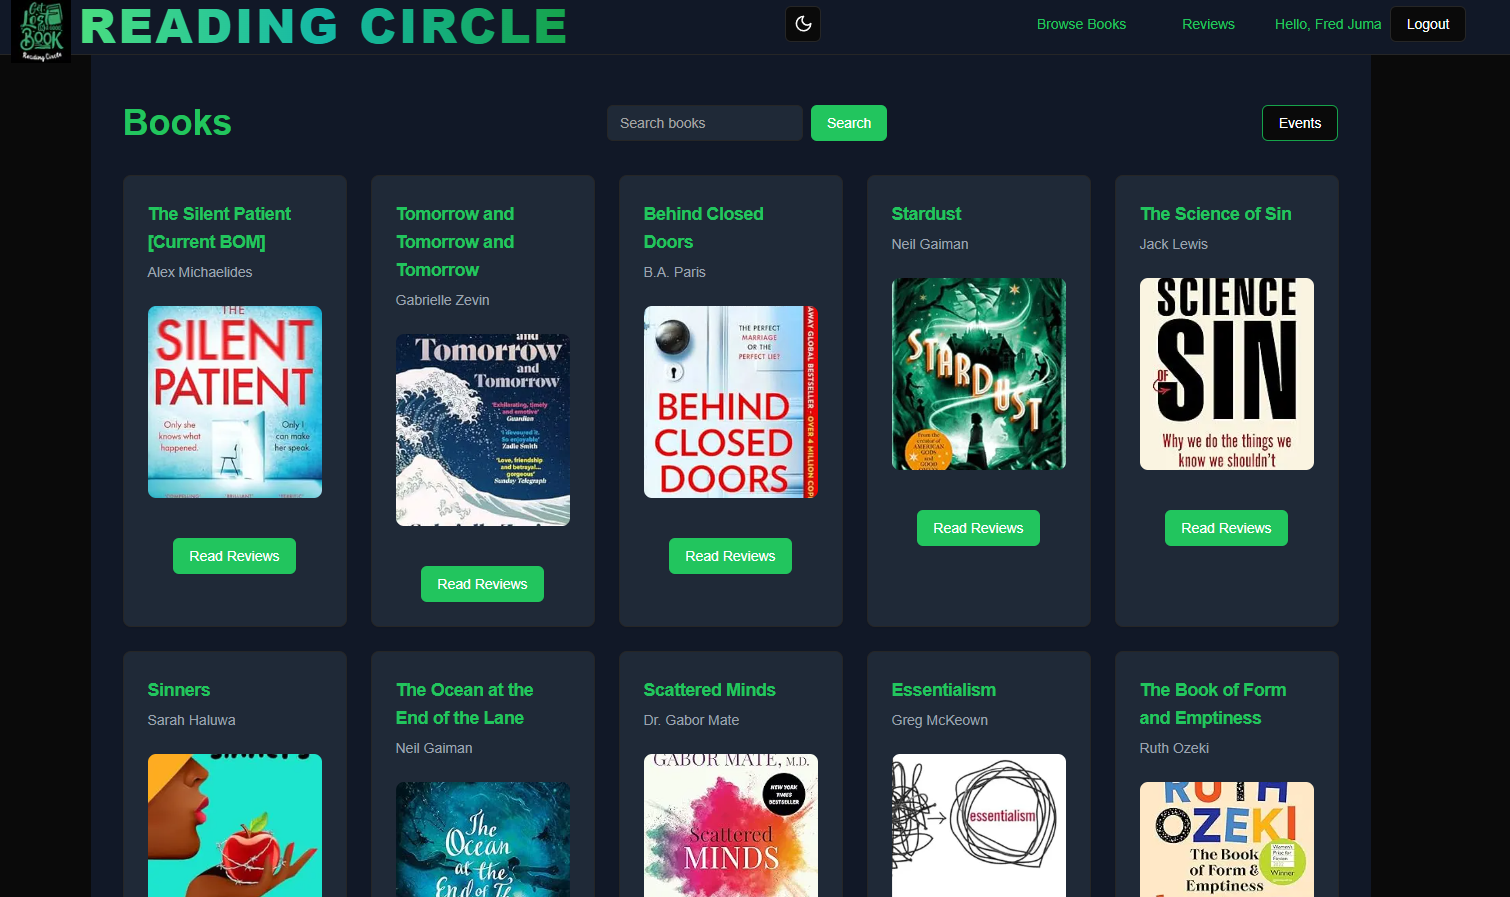 Get
Lost
in a
Book
Reading Circle
READING CIRCLE
Browse Books
Reviews
Hello, Fred Juma
Logout
Books
Search books
Search
Events
The Silent Patient
[Current BOM]
Alex Michaelides
THE
SILENT
PATIENT
Only she
knows what
happened.
Only I
can make
her speak.
Read Reviews
Tomorrow and
Tomorrow and
Tomorrow
Gabrielle Zevin
and
Tomorrow
and
Tomorrow
'Exhilarating, timely
and emotive'
Guardian
'I devoured it.
So enjoyable'
Zadie Smith
'Love, friendship
and betrayal...
gorgeous'
Sunday Telegraph
Read Reviews
Behind Closed
Doors
B.A. Paris
THE PERFECT
MARRIAGE
OR THE
PERFECT LIE?
BEHIND
CLOSED
DOORS
AWAY GLOBAL BESTSELLER - OVER 4 MILLION COPI
Read Reviews
Stardust
Neil Gaiman
STARDUST
From the
creator of
AMERICAN
GODS
and
GOOD
Read Reviews
The Science of Sin
Jack Lewis
SCIENCE
OF
SIN
Why we do the things we
know we shouldn't
Read Reviews
Sinners
Sarah Haluwa
The Ocean at the
End of the Lane
Neil Gaiman
The
Ocean
at the
End of
Scattered Minds
Dr. Gabor Mate
GABOR MATE, M.D.
NEW YORK
TIMES
BESTSELLER
Scattered
MINDS
Essentialism
Greg McKeown
essentialism
The Book of Form
and Emptiness
Ruth Ozeki
RUTH
OZEKI
The Book
of Form &
Emptiness
Women's
Prize for
Fiction
Winner